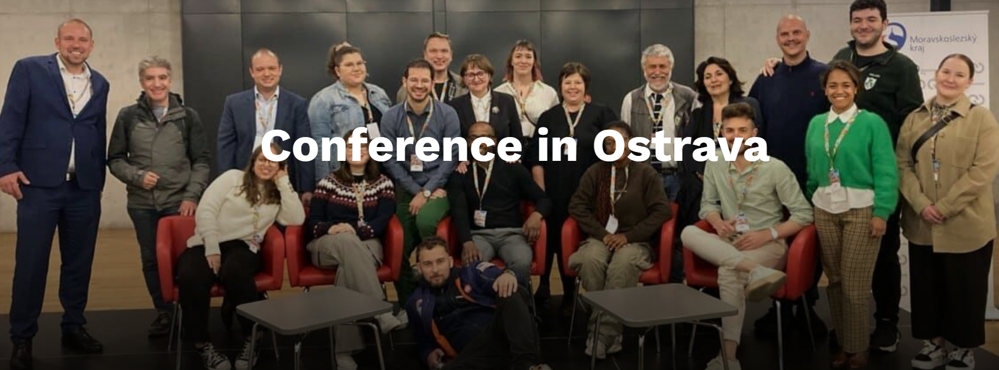 Moravskoslezský
kraj
Conference in Ostrava